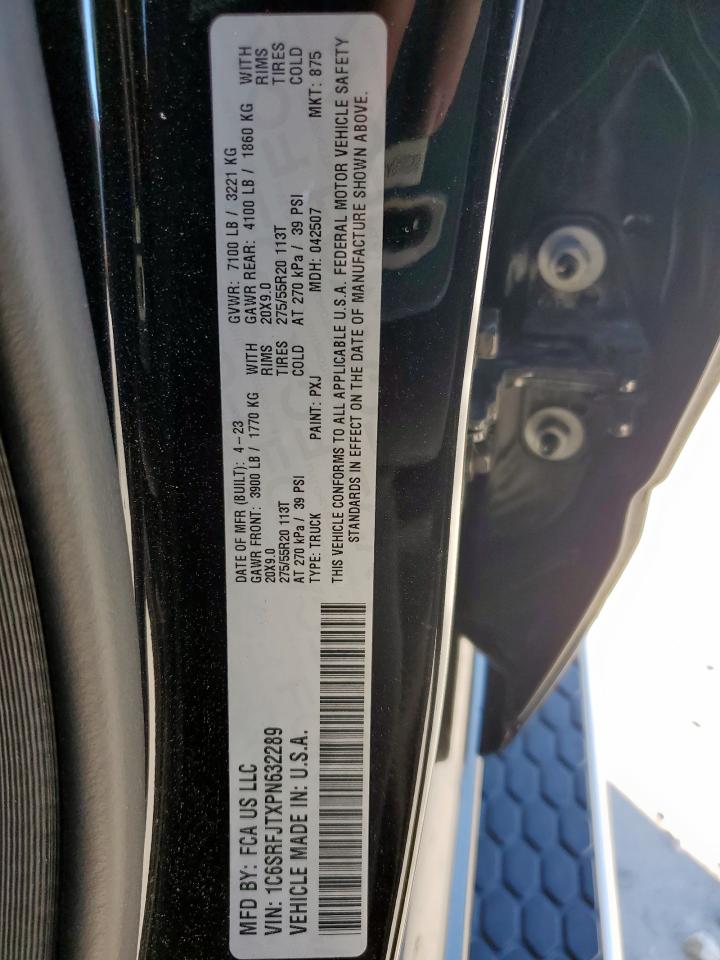 MFD BY: FCA US LLC
VIN: 1C6SRFJTXPN632289
VEHICLE MADE IN: U.S.A.
DATE OF MFR (BUILT): 4-23 GVWR: 7100 LB / 3221 KG
GAWR FRONT: 3900 LB / 1770 KG WITH GAWR REAR: 4100 LB / 1860 KG WITH
20X9.0 RIMS 20X9.0 RIMS
275/55R20 113T TIRES 275/55R20 113T TIRES
AT 270 kPa / 39 PSI COLD AT 270 kPa / 39 PSI COLD
TYPE: TRUCK PAINT: PXJ MDH: 042507 MKT: 875
THIS VEHICLE CONFORMS TO ALL APPLICABLE U.S.A. FEDERAL MOTOR VEHICLE SAFETY
STANDARDS IN EFFECT ON THE DATE OF MANUFACTURE SHOWN ABOVE.